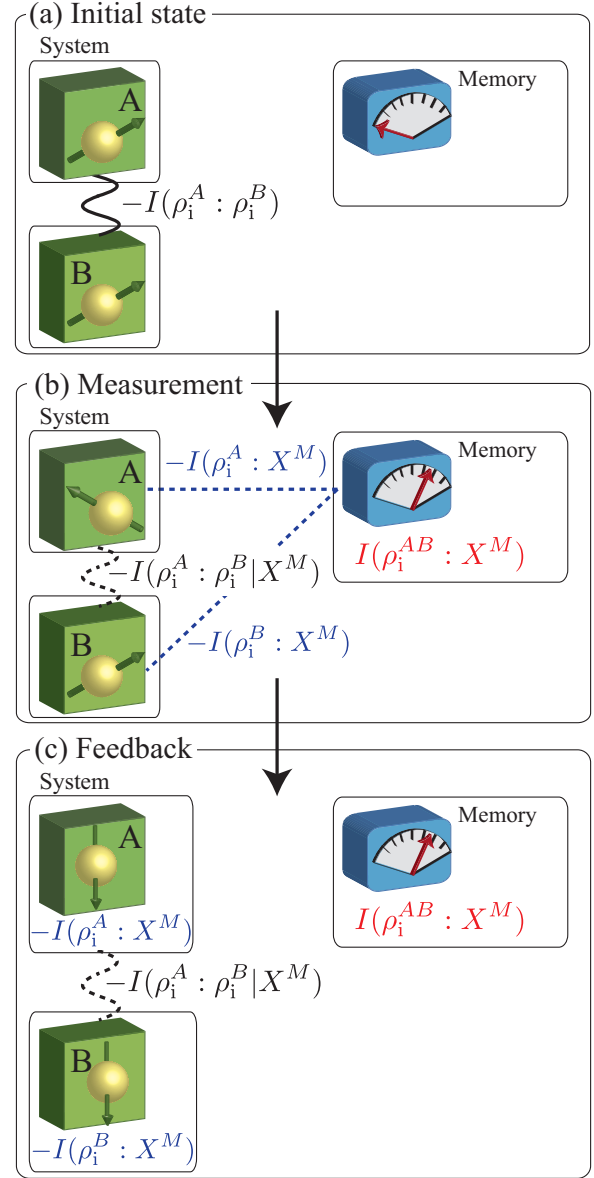 (a) Initial state
System
A
Memory
−I(ρ_i^A : ρ_i^B)
B
(b) Measurement
System
A
−I(ρ_i^A : X^M)
Memory
I(ρ_i^{AB} : X^M)
−I(ρ_i^A : ρ_i^B|X^M)
B
−I(ρ_i^B : X^M)
(c) Feedback
System
A
Memory
−I(ρ_i^A : X^M)
I(ρ_i^{AB} : X^M)
−I(ρ_i^A : ρ_i^B|X^M)
B
−I(ρ_i^B : X^M)